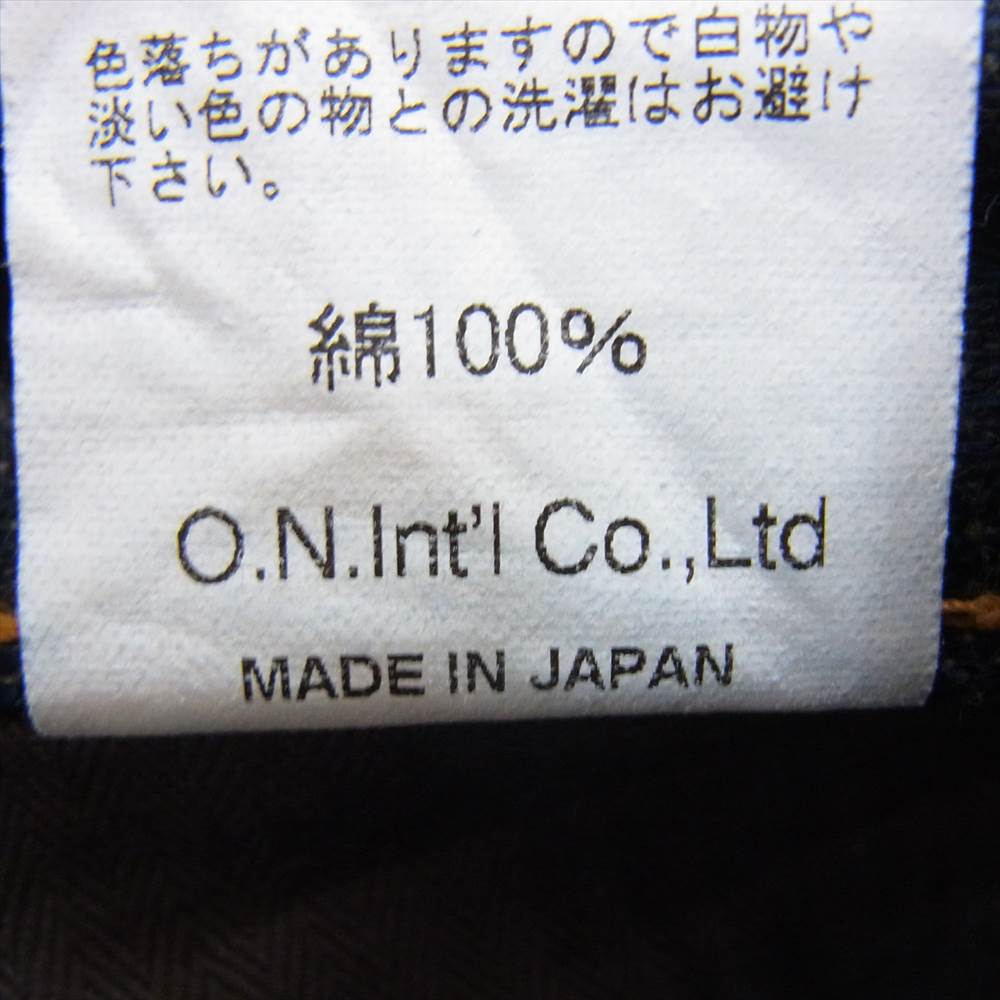 色落ちがありますので白物や
淡い色の物との洗濯はお避け
下さい。
綿100%
O.N.Int'l Co.,Ltd
MADE IN JAPAN